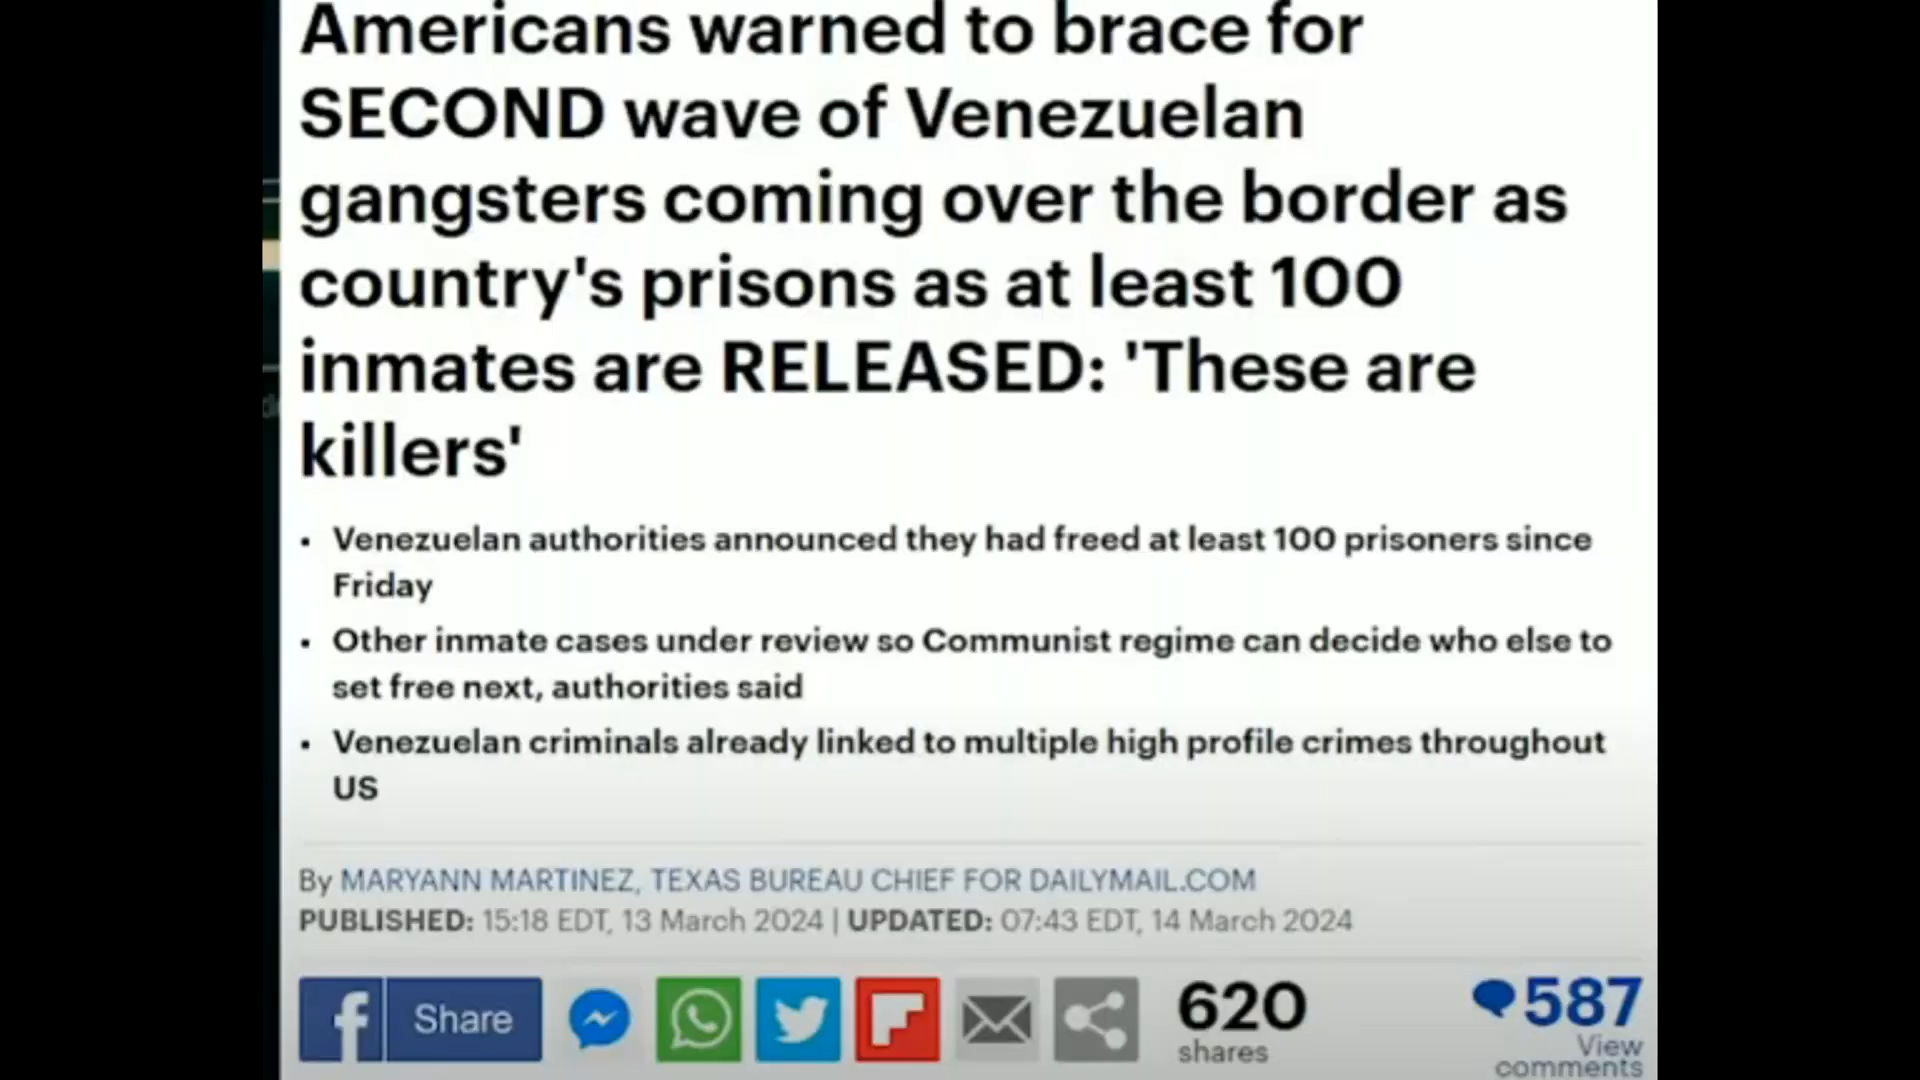 Americans warned to brace for
SECOND wave of Venezuelan
gangsters coming over the border as
country's prisons as at least 100
inmates are RELEASED: 'These are
killers'
• Venezuelan authorities announced they had freed at least 100 prisoners since
Friday
• Other inmate cases under review so Communist regime can decide who else to
set free next, authorities said
• Venezuelan criminals already linked to multiple high profile crimes throughout
US
By MARYANN MARTINEZ, TEXAS BUREAU CHIEF FOR DAILYMAIL.COM
PUBLISHED: 15:18 EDT, 13 March 2024 | UPDATED: 07:43 EDT, 14 March 2024
Share
620
shares
587
View
comments